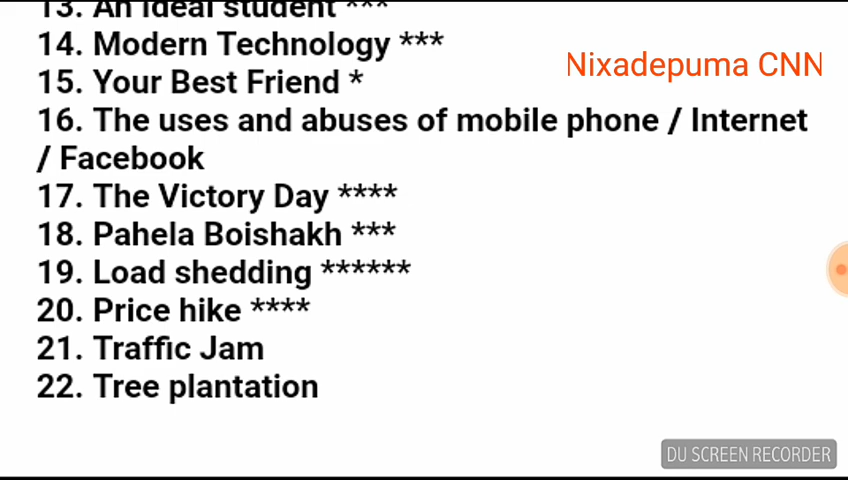 13. An ideal student ***
14. Modern Technology ***
Nixadepuma CNN
15. Your Best Friend *
16. The uses and abuses of mobile phone / Internet
/ Facebook
17. The Victory Day ****
18. Pahela Boishakh ***
19. Load shedding ******
20. Price hike ****
21. Traffic Jam
22. Tree plantation
DU SCREEN RECORDER